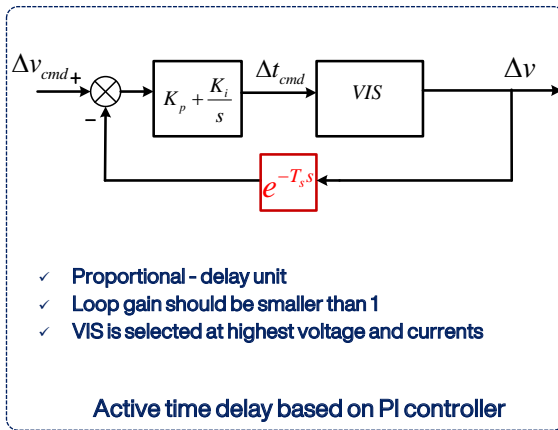 Δv_cmd + Δt_cmd Δv
K_p + K_i/s VIS
−
e^{-T_s s}
✓ Proportional - delay unit
✓ Loop gain should be smaller than 1
✓ VIS is selected at highest voltage and currents
Active time delay based on PI controller